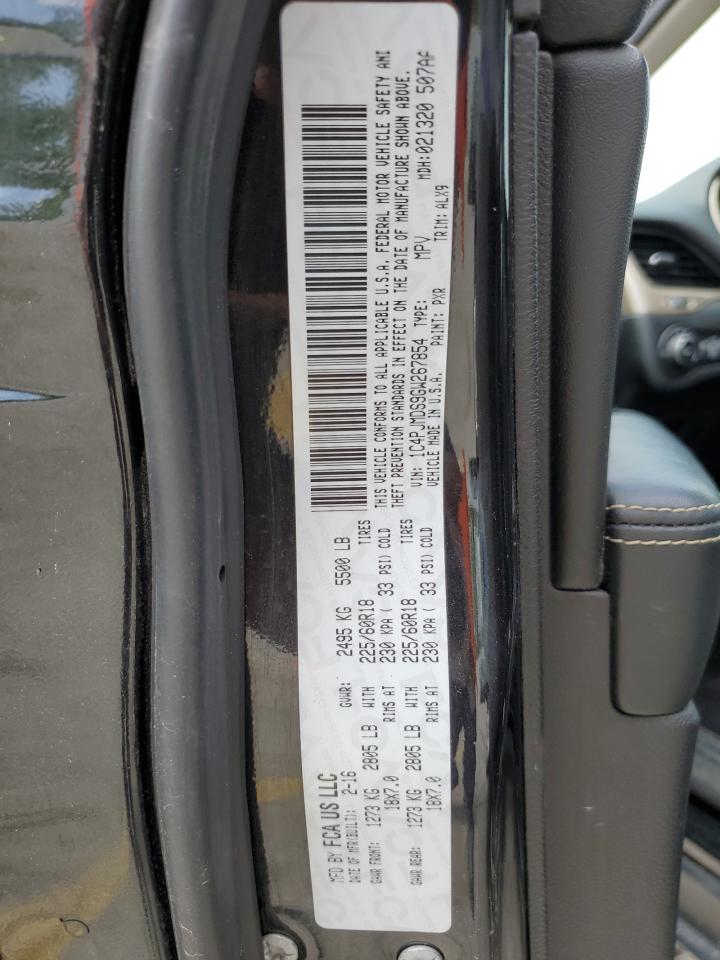 MFD BY FCA US LLC
DATE OF MFR(BUILT): 2-16 GVWR: 2495 KG 5500 LB
GAWR FRONT: 1273 KG 2805 LB WITH 225/60R18 TIRES
18X7.0 RIMS AT 230 KPA ( 33 PSI) COLD
GAWR REAR: 1273 KG 2805 LB WITH 225/60R18 TIRES
18X7.0 RIMS AT 230 KPA ( 33 PSI) COLD
THIS VEHICLE CONFORMS TO ALL APPLICABLE U.S.A. FEDERAL MOTOR VEHICLE SAFETY AND
THEFT PREVENTION STANDARDS IN EFFECT ON THE DATE OF MANUFACTURE SHOWN ABOVE.
VIN: 1C4PJMDS9GW267854 TYPE: MPV MDH:021320 507AF
VEHICLE MADE IN U.S.A. PAINT: PXR TRIM: ALX9